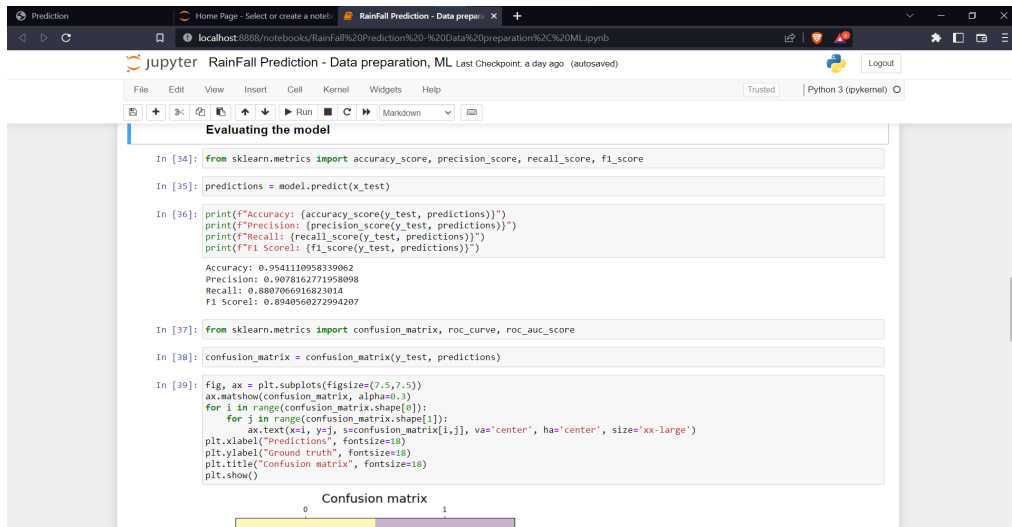 Prediction
Home Page - Select or create a noteb
RainFall Prediction - Data prepara
localhost:8888/notebooks/RainFall%20Prediction%20-%20Data%20preparation%2C%20ML.ipynb
jupyter RainFall Prediction - Data preparation, ML Last Checkpoint: a day ago (autosaved)
Logout
File Edit View Insert Cell Kernel Widgets Help
Trusted
Python 3 (ipykernel)
Run
Markdown
Evaluating the model
In [34]: from sklearn.metrics import accuracy_score, precision_score, recall_score, f1_score
In [35]: predictions = model.predict(x_test)
In [36]: print(f"Accuracy: {accuracy_score(y_test, predictions)}")
print(f"Precision: {precision_score(y_test, predictions)}")
print(f"Recall: {recall_score(y_test, predictions)}")
print(f"F1 Scorel: {f1_score(y_test, predictions)}")
Accuracy: 0.9541110958339062
Precision: 0.9078162771958098
Recall: 0.8807066916823014
F1 Scorel: 0.8940560272994207
In [37]: from sklearn.metrics import confusion_matrix, roc_curve, roc_auc_score
In [38]: confusion_matrix = confusion_matrix(y_test, predictions)
In [39]: fig, ax = plt.subplots(figsize=(7.5,7.5))
ax.matshow(confusion_matrix, alpha=0.3)
for i in range(confusion_matrix.shape[0]):
    for j in range(confusion_matrix.shape[1]):
        ax.text(x=i, y=j, s=confusion_matrix[i,j], va='center', ha='center', size='xx-large')
plt.xlabel("Predictions", fontsize=18)
plt.ylabel("Ground truth", fontsize=18)
plt.title("Confusion matrix", fontsize=18)
plt.show()
Confusion matrix
0 1